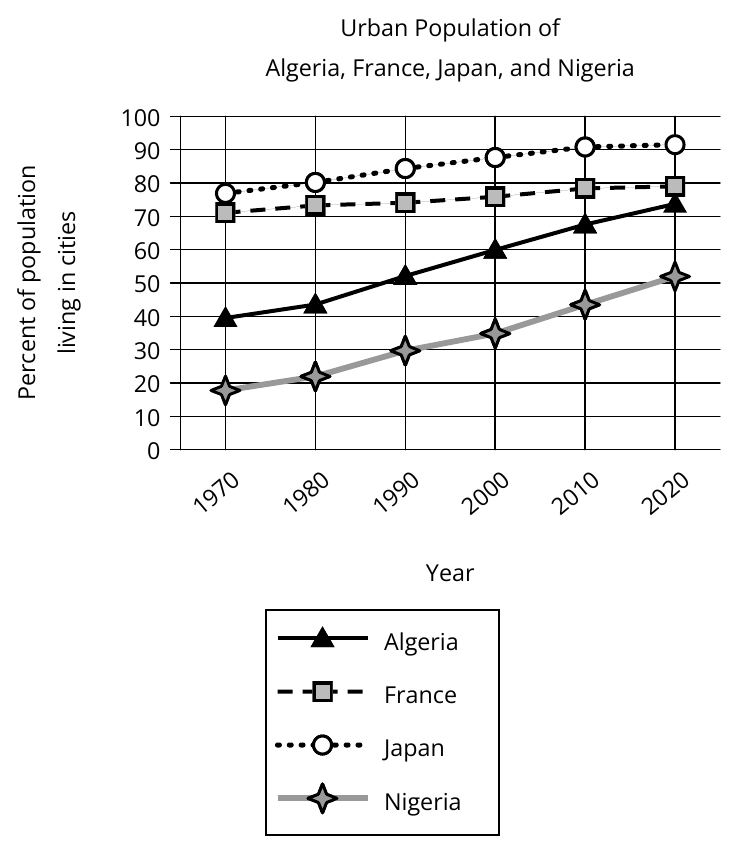 Urban Population of
Algeria, France, Japan, and Nigeria
Percent of population
living in cities
100
90
80
70
60
50
40
30
20
10
0
1970
1980
1990
2000
2010
2020
Year
Algeria
France
Japan
Nigeria